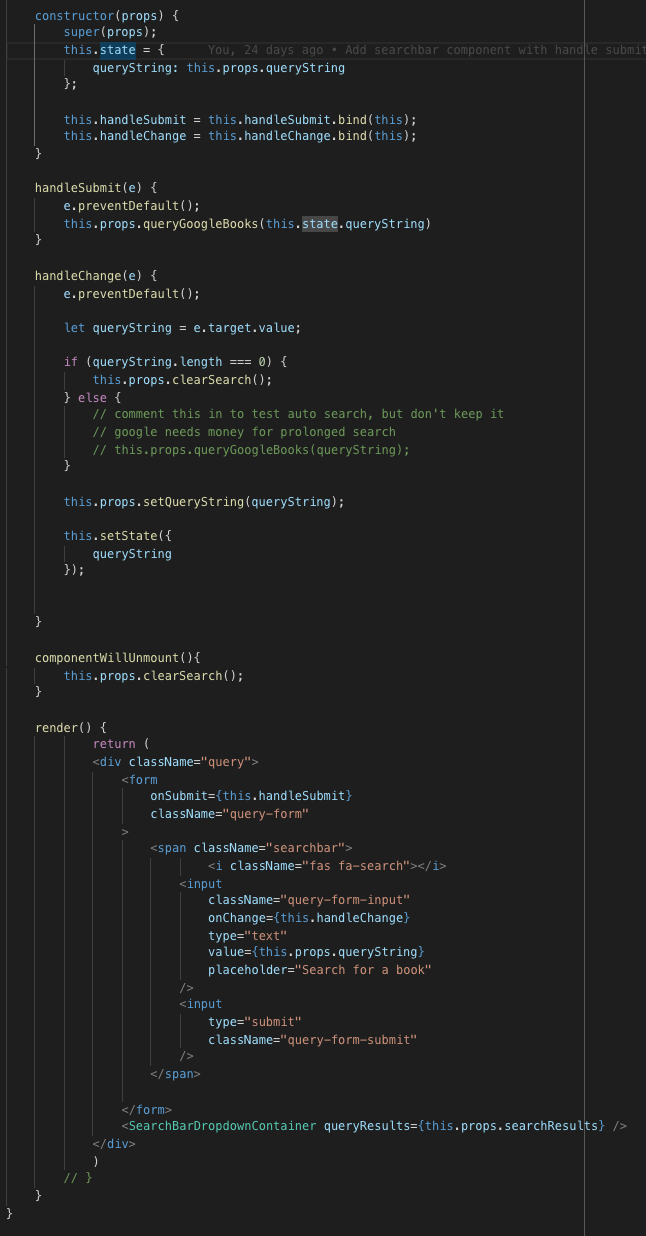 constructor(props) {
super(props);
this.state = { You, 24 days ago • Add searchbar component with handle submit
queryString: this.props.queryString
};
this.handleSubmit = this.handleSubmit.bind(this);
this.handleChange = this.handleChange.bind(this);
}
handleSubmit(e) {
e.preventDefault();
this.props.queryGoogleBooks(this.state.queryString)
}
handleChange(e) {
e.preventDefault();
let queryString = e.target.value;
if (queryString.length === 0) {
this.props.clearSearch();
} else {
// comment this in to test auto search, but don't keep it
// google needs money for prolonged search
// this.props.queryGoogleBooks(queryString);
}
this.props.setQueryString(queryString);
this.setState({
queryString
});
}
componentWillUnmount(){
this.props.clearSearch();
}
render() {
return (
<div className="query">
<form
onSubmit={this.handleSubmit}
className="query-form"
>
<span className="searchbar">
<i className="fas fa-search"></i>
<input
className="query-form-input"
onChange={this.handleChange}
type="text"
value={this.props.queryString}
placeholder="Search for a book"
/>
<input
type="submit"
className="query-form-submit"
/>
</span>
</form>
<SearchBarDropdownContainer queryResults={this.props.searchResults} />
</div>
)
// }
}
}